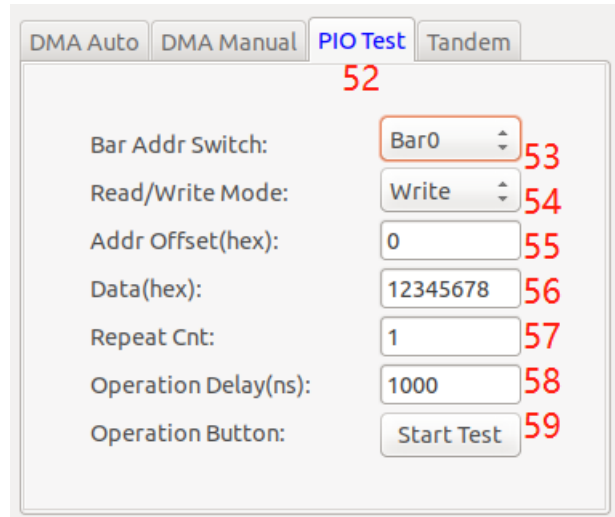 DMA Auto DMA Manual PIO Test Tandem
52
Bar Addr Switch: Bar0 53
Read/Write Mode: Write 54
Addr Offset(hex): 0 55
Data(hex): 12345678 56
Repeat Cnt: 1 57
Operation Delay(ns): 1000 58
Operation Button: Start Test 59